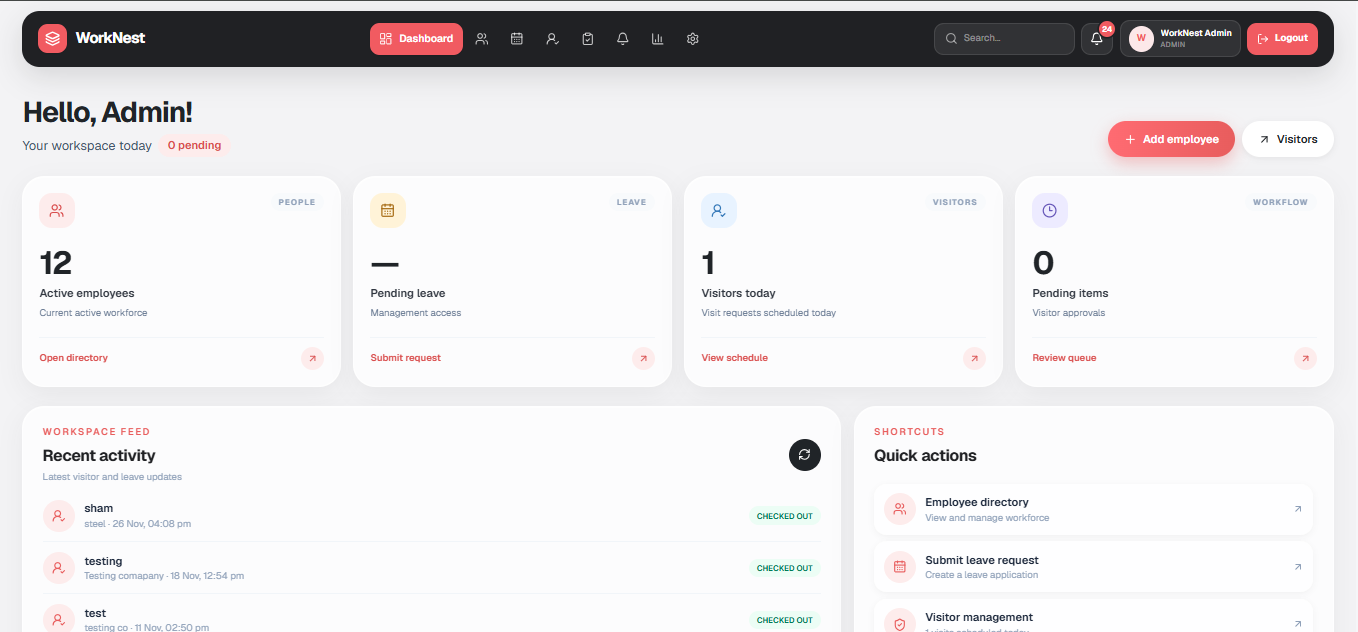 WorkNest
Dashboard
Search...
24
W
WorkNest Admin
ADMIN
Logout
Hello, Admin!
Your workspace today
0 pending
Add employee
Visitors
PEOPLE
12
Active employees
Current active workforce
Open directory
LEAVE
—
Pending leave
Management access
Submit request
VISITORS
1
Visitors today
Visit requests scheduled today
View schedule
WORKFLOW
0
Pending items
Visitor approvals
Review queue
WORKSPACE FEED
Recent activity
Latest visitor and leave updates
sham
steel · 26 Nov, 04:08 pm
CHECKED OUT
testing
Testing comapany · 18 Nov, 12:54 pm
CHECKED OUT
test
testing co · 11 Nov, 02:50 pm
CHECKED OUT
SHORTCUTS
Quick actions
Employee directory
View and manage workforce
Submit leave request
Create a leave application
Visitor management
1 visits scheduled today